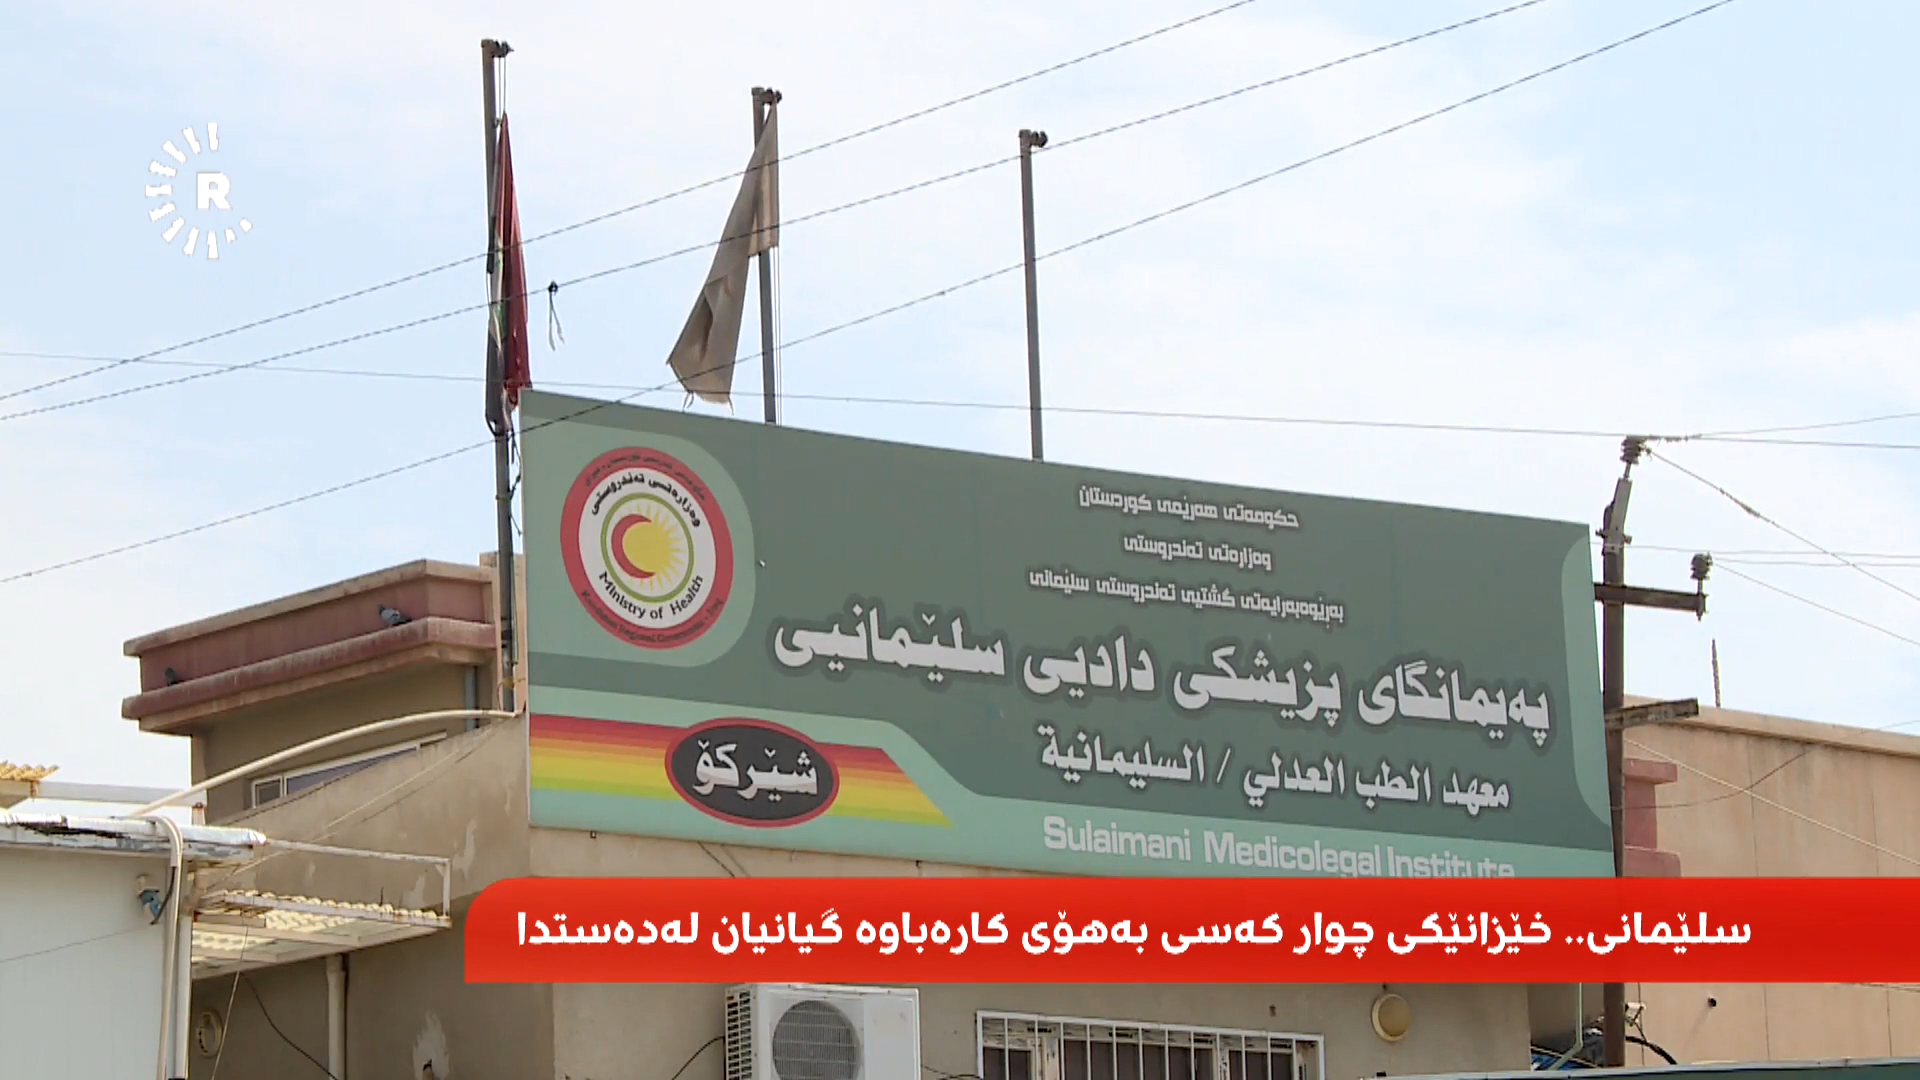 R
حکومەتی هەرێمی کوردستان
وەزارەتی تەندروستی
بەڕێوەبەرایەتی گشتیی تەندروستی سلێمانی
وەزارەتــی تەندروستی
Ministry of Health
پەیمانگای پزیشکی دادیی سلێمانیی
معهد الطب العدلي / السليمانية
شێرکۆ
Sulaimani Medicolegal Institute
سلێمانی.. خێزانێکی چوار کەسی بەهۆی کارەباوە گیانیان لەدەستدا